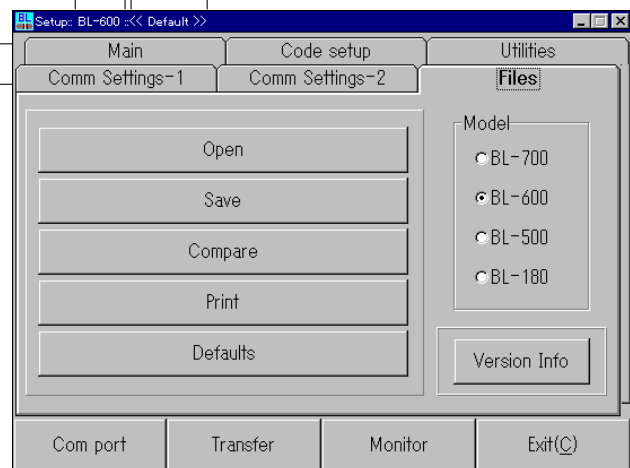 BL Setup:: BL-600 ::<< Default >>
Main Code setup Utilities
Comm Settings-1 Comm Settings-2 Files
Open
Save
Compare
Print
Defaults
Model
BL-700
BL-600
BL-500
BL-180
Version Info
Com port Transfer Monitor Exit(C)